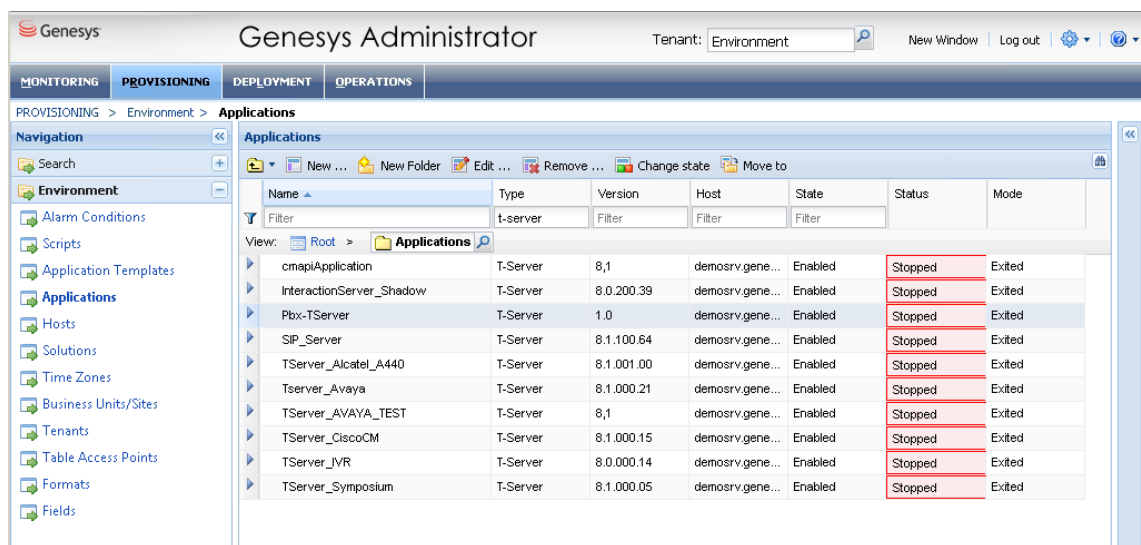 Genesys
Genesys Administrator
Tenant: Environment
New Window | Log out
MONITORING PROVISIONING DEPLOYMENT OPERATIONS
PROVISIONING > Environment > Applications
Navigation
Applications
Search
New ... New Folder Edit ... Remove ... Change state Move to
Environment
Name Type Version Host State Status Mode
Filter t-server Filter Filter Filter
View: Root > Applications
Alarm Conditions
Scripts
Application Templates
Applications
Hosts
Solutions
Time Zones
Business Units/Sites
Tenants
Table Access Points
Formats
Fields
cmapiApplication T-Server 8,1 demosrv.gene... Enabled Stopped Exited
InteractionServer_Shadow T-Server 8.0.200.39 demosrv.gene... Enabled Stopped Exited
Pbx-TServer T-Server 1.0 demosrv.gene... Enabled Stopped Exited
SIP_Server T-Server 8.1.100.64 demosrv.gene... Enabled Stopped Exited
TServer_Alcatel_A440 T-Server 8.1.001.00 demosrv.gene... Enabled Stopped Exited
Tserver_Avaya T-Server 8.1.000.21 demosrv.gene... Enabled Stopped Exited
TServer_AVAYA_TEST T-Server 8,1 demosrv.gene... Enabled Stopped Exited
TServer_CiscoCM T-Server 8.1.000.15 demosrv.gene... Enabled Stopped Exited
TServer_IVR T-Server 8.0.000.14 demosrv.gene... Enabled Stopped Exited
TServer_Symposium T-Server 8.1.000.05 demosrv.gene... Enabled Stopped Exited